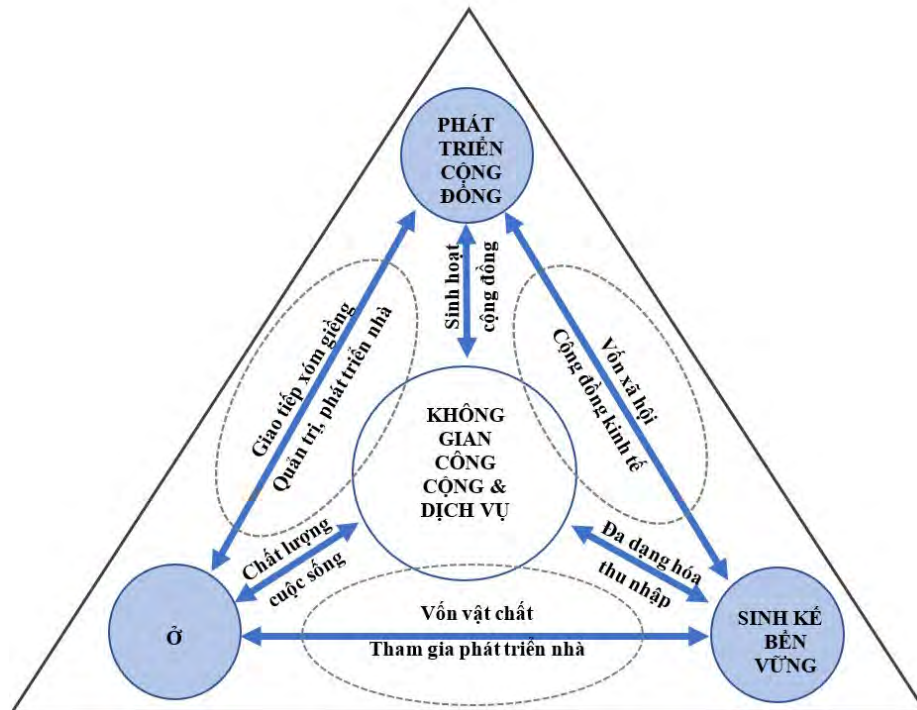 PHÁT
TRIỂN
CỘNG
ĐỒNG
Sinh hoạt
cộng đồng
Giao tiếp xóm giềng
Quản trị, phát triển nhà
Vốn xã hội
Cộng đồng kinh tế
KHÔNG
GIAN
CÔNG
CỘNG &
DỊCH VỤ
Chất lượng
cuộc sống
Đa dạng hóa
thu nhập
Ở
Vốn vật chất
Tham gia phát triển nhà
SINH KẾ
BỀN
VỮNG